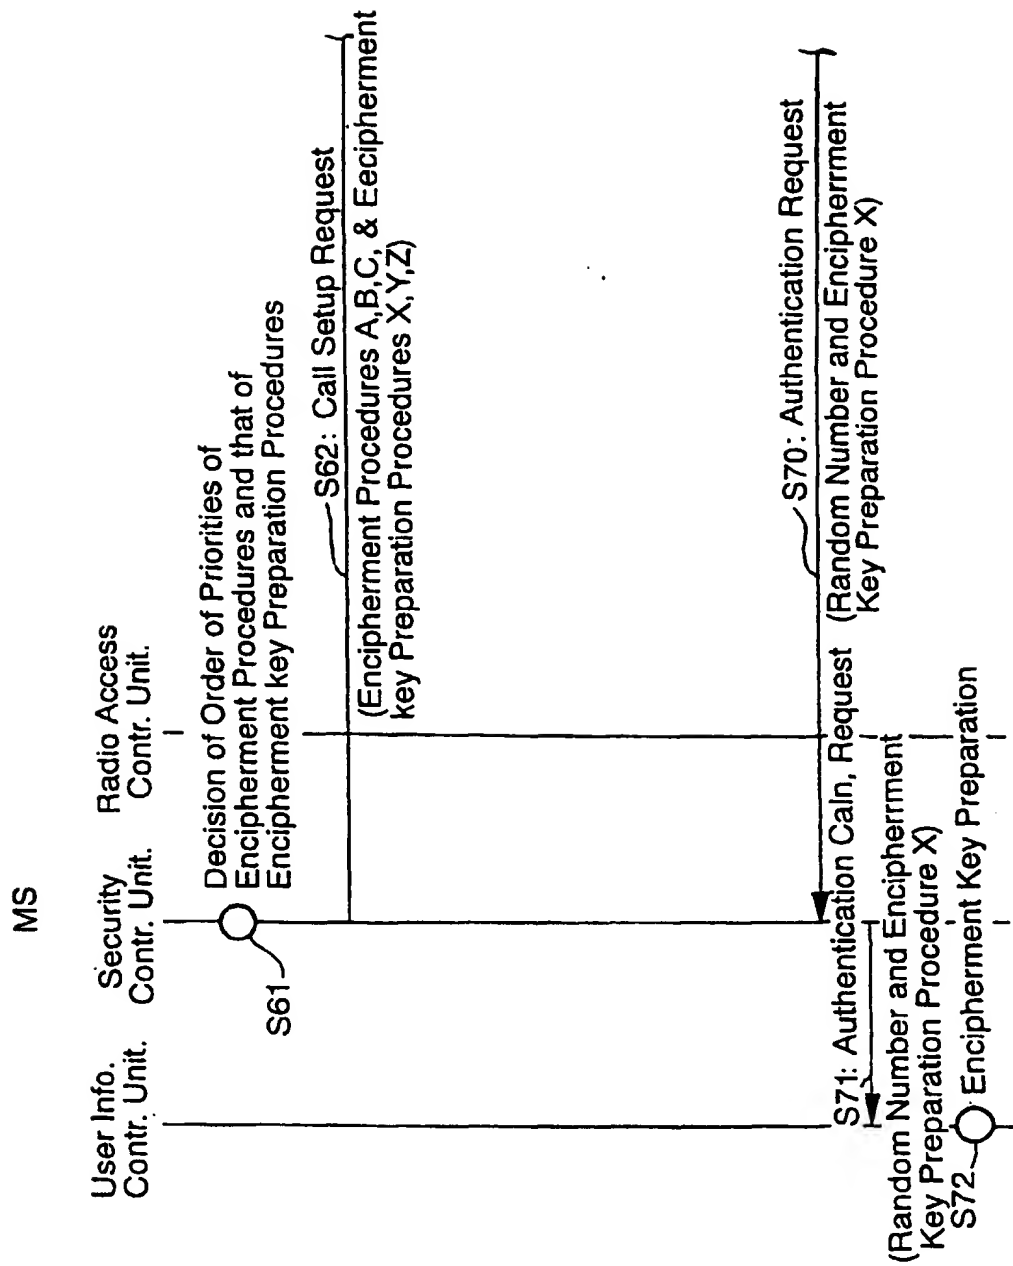 MS
User Info.
Contr. Unit.
Security
Contr. Unit.
Radio Access
Contr. Unit.
S61
Decision of Order of Priorities of
Encipherment Procedures and that of
Encipherment key Preparation Procedures
S62: Call Setup Request
(Encipherment Procedures A,B,C, & Eecipherment
key Preparation Procedures X,Y,Z)
S70: Authentication Request
(Random Number and Encipherrment
Key Preparation Procedure X)
S71: Authentication Caln, Request
(Random Number and Encipherrment
Key Preparation Procedure X)
S72
Encipherment Key Preparation